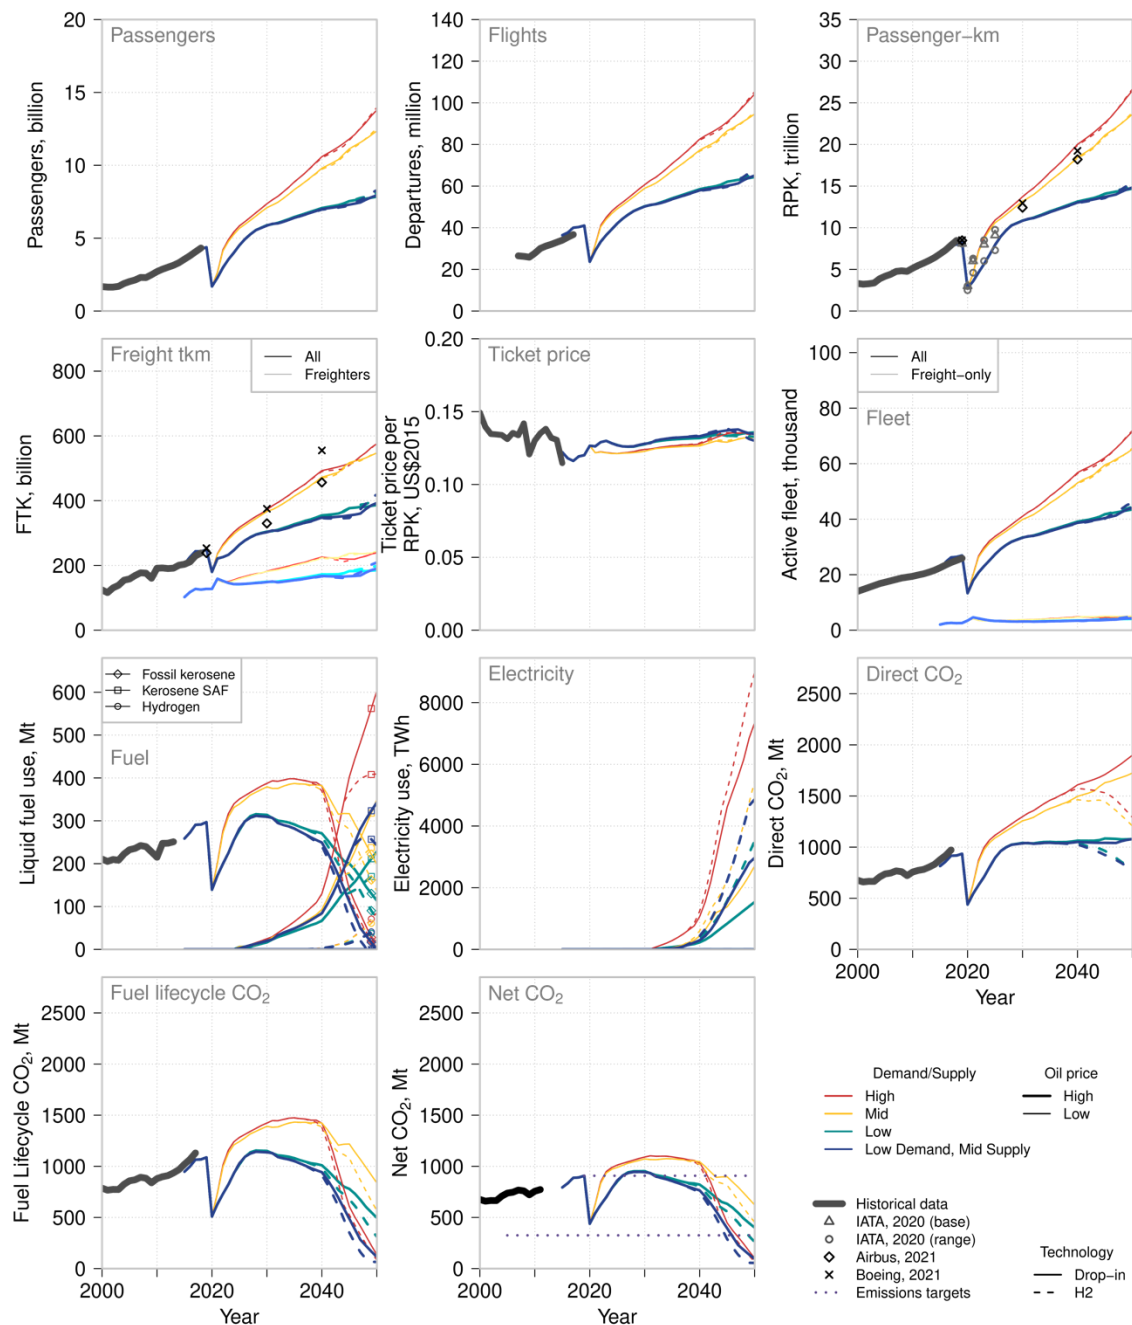 Passengers
Passengers, billion
20
15
10
5
0
Flights
Departures, million
140
120
100
80
60
40
20
0
Passenger−km
RPK, trillion
35
30
25
20
15
10
5
0
Freight tkm
All
Freighters
FTK, billion
800
600
400
200
0
Ticket price
Ticket price per
RPK, US$2015
0.20
0.15
0.10
0.05
0.00
All
Freight−only
Fleet
Active fleet, thousand
100
80
60
40
20
0
Fossil kerosene
Kerosene SAF
Hydrogen
Fuel
Liquid fuel use, Mt
600
500
400
300
200
100
0
Electricity
Electricity use, TWh
8000
6000
4000
2000
0
Direct CO2
Direct CO2, Mt
2500
2000
1500
1000
500
0
2000
2020
2040
Year
Fuel lifecycle CO2
Fuel Lifecycle CO2, Mt
2500
2000
1500
1000
500
0
2000
2020
2040
Year
Net CO2
Net CO2, Mt
2500
2000
1500
1000
500
0
2000
2020
2040
Year
Demand/Supply
High
Mid
Low
Low Demand, Mid Supply
Oil price
High
Low
Historical data
IATA, 2020 (base)
IATA, 2020 (range)
Airbus, 2021
Boeing, 2021
Emissions targets
Technology
Drop−in
H2